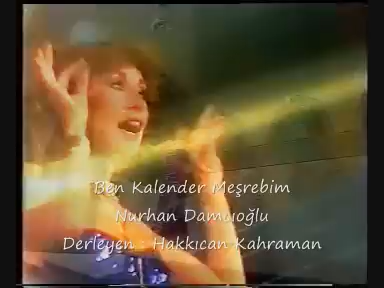 Ben Kalender Meşrebim
Nurhan Damcıoğlu
Derleyen : Hakkıcan Kahraman